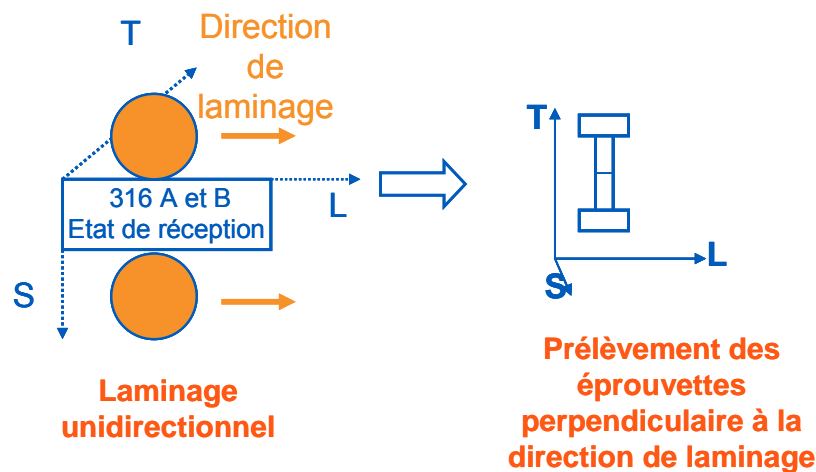 T
Direction
de
laminage
316 A et B
Etat de réception
L
S
Laminage
unidirectionnel
T
L
S
Prélèvement des
éprouvettes
perpendiculaire à la
direction de laminage